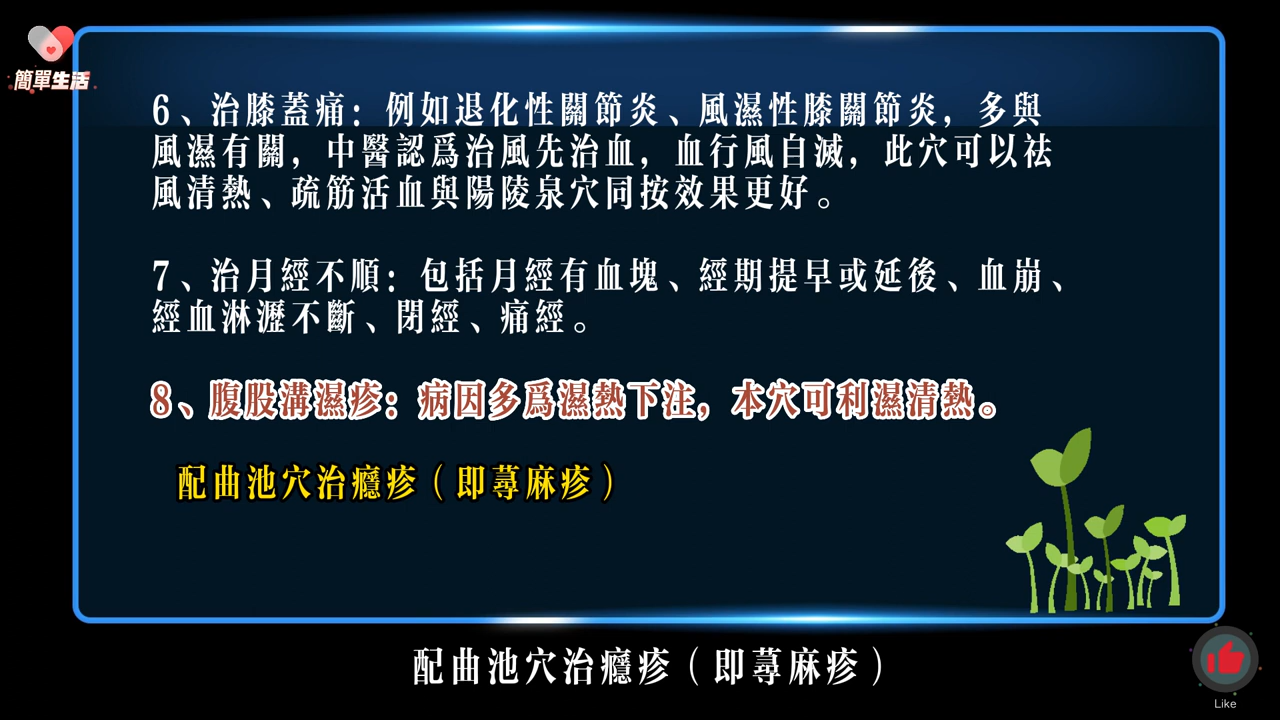 簡單生活
6、治膝蓋痛：例如退化性關節炎、風濕性膝關節炎，多與
風濕有關，中醫認爲治風先治血，血行風自滅，此穴可以祛
風清熱、疏筋活血與陽陵泉穴同按效果更好。
7、治月經不順：包括月經有血塊、經期提早或延後、血崩、
經血淋瀝不斷、閉經、痛經。
8、腹股溝濕疹：病因多爲濕熱下注，本穴可利濕清熱。
配曲池穴治癮疹（即蕁麻疹）
配曲池穴治癮疹（即蕁麻疹）
Like